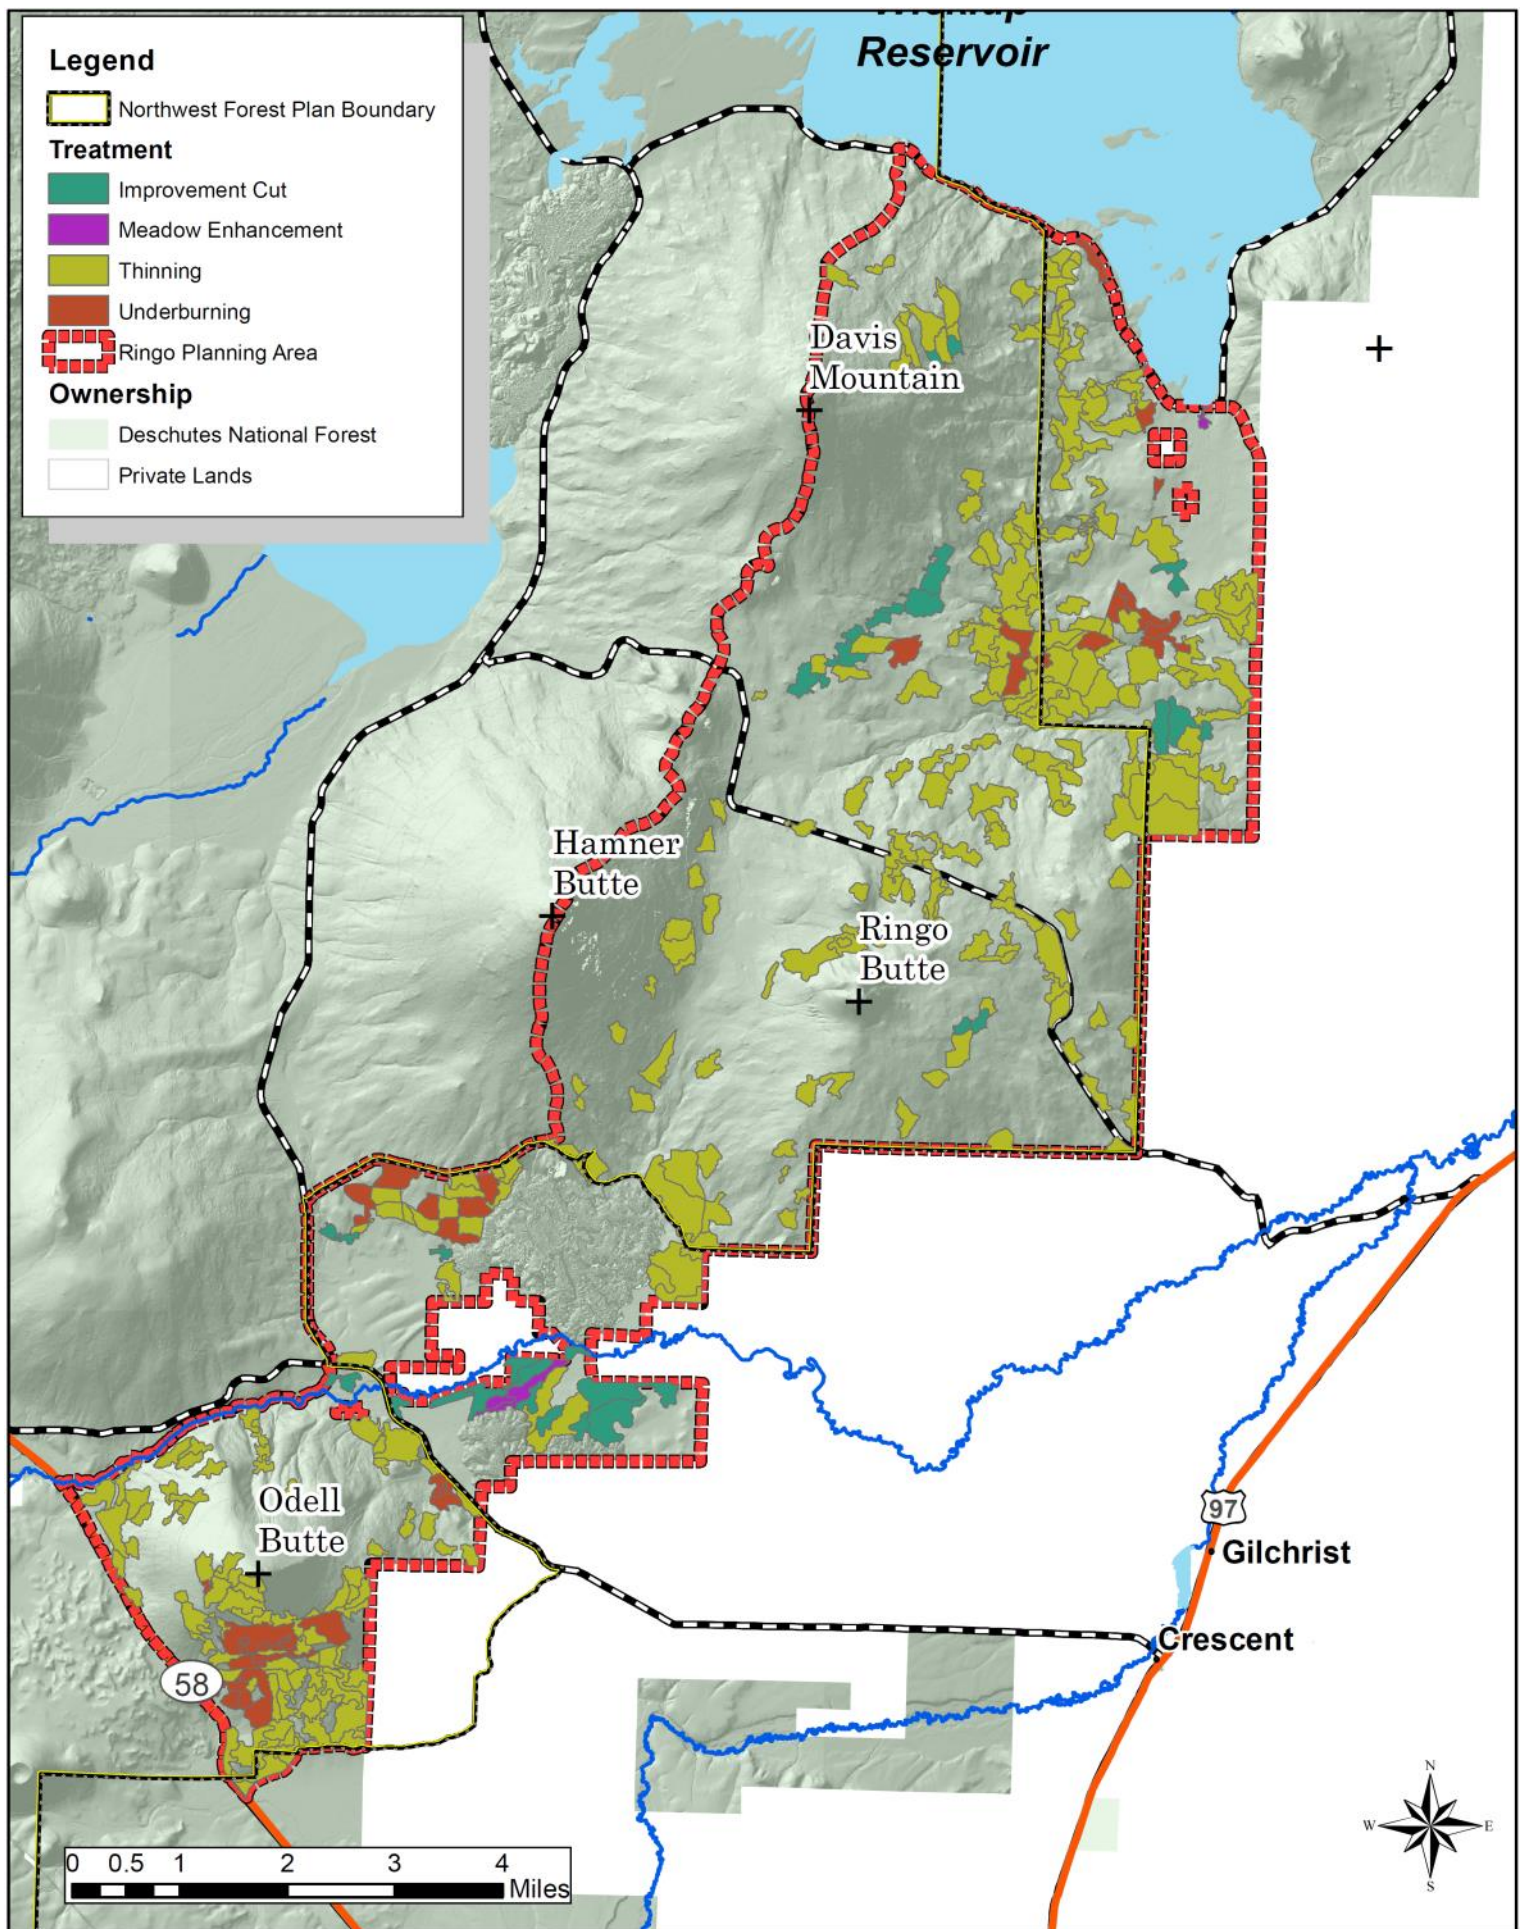 Reservoir
Legend
Northwest Forest Plan Boundary
Treatment
Improvement Cut
Meadow Enhancement
Thinning
Underburning
Ringo Planning Area
Ownership
Deschutes National Forest
Private Lands
Davis
Mountain
Hamner
Butte
Ringo
Butte
Odell
Butte
97
Gilchrist
Crescent
58
N
W E
S
0 0.5 1 2 3 4
Miles